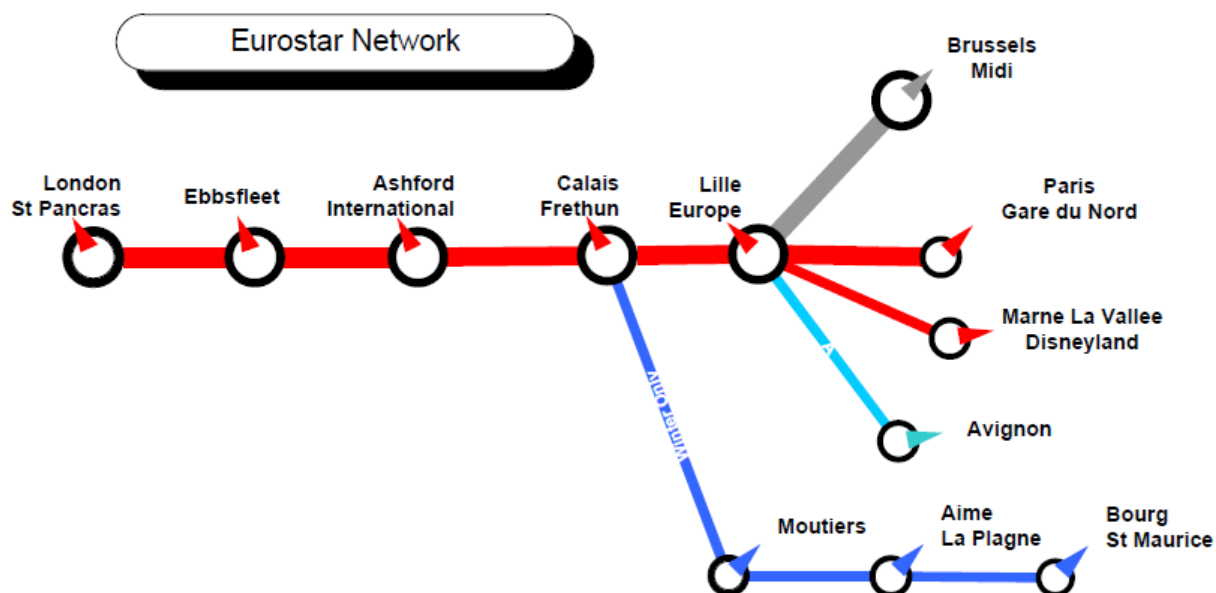 Eurostar Network
Brussels
Midi
London
St Pancras
Ebbsfleet
Ashford
International
Calais
Frethun
Lille
Europe
Paris
Gare du Nord
Marne La Vallee
Disneyland
A
Avignon
Winter Only
Moutiers
Aime
La Plagne
Bourg
St Maurice